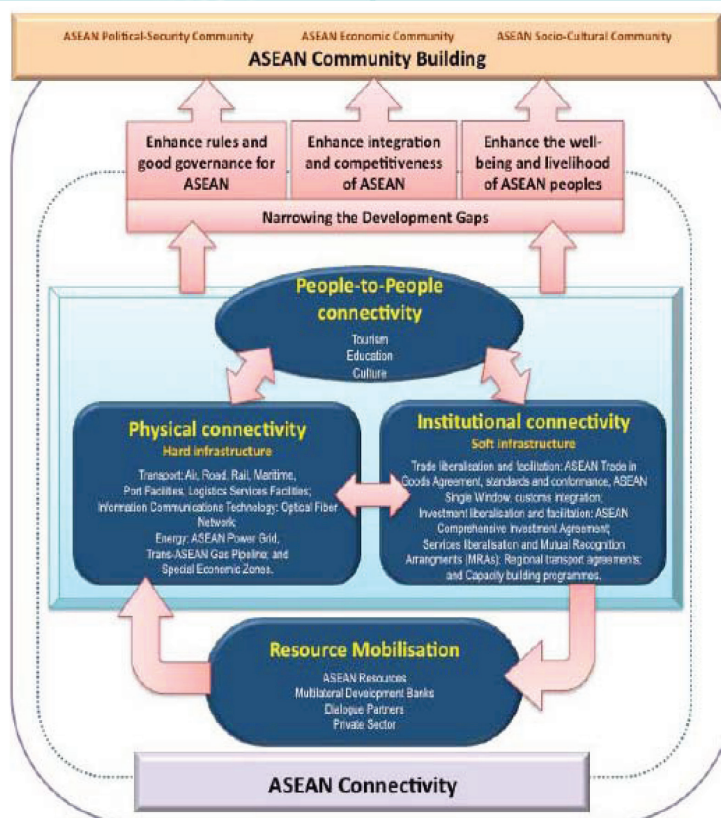 ASEAN Political-Security Community ASEAN Economic Community ASEAN Socio-Cultural Community
ASEAN Community Building
Enhance rules and
good governance for
ASEAN
Enhance integration
and competitiveness
of ASEAN
Enhance the well-
being and livelihood
of ASEAN peoples
Narrowing the Development Gaps
People-to-People
connectivity
Tourism
Education
Culture
Physical connectivity
Hard infrastructure
Transport: Air, Road, Rail, Maritime,
Port Facilities, Logistics Services Facilities;
Information Communications Technology: Optical Fiber
Network;
Energy: ASEAN Power Grid,
Trans-ASEAN Gas Pipeline; and
Special Economic Zones.
Institutional connectivity
Soft infrastructure
Trade liberalisation and facilitation: ASEAN Trade in
Goods Agreement, standards and conformance, ASEAN
Single Window, customs integration;
Investment liberalisation and facilitation: ASEAN
Comprehensive Investment Agreement;
Services liberalisation and Mutual Recognition
Arrangments (MRAs); Regional transport agreements;
and Capacity building programmes.
Resource Mobilisation
ASEAN Resources
Multilateral Development Banks
Dialogue Partners
Private Sector
ASEAN Connectivity